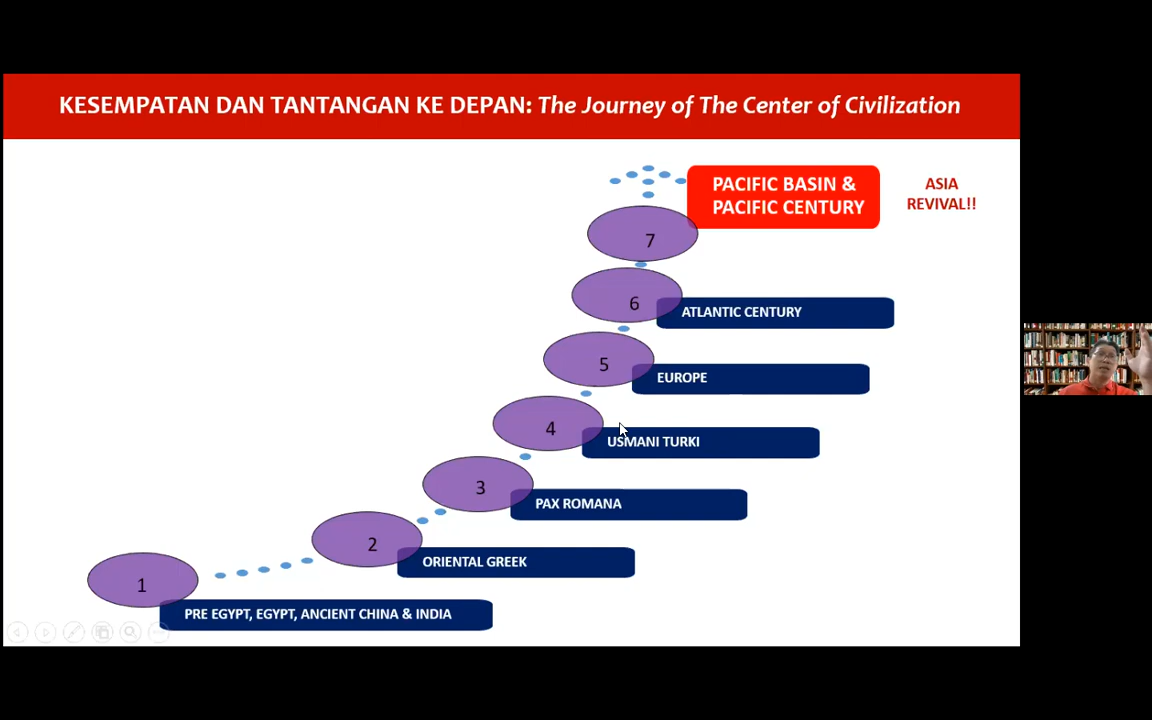 KESEMPATAN DAN TANTANGAN KE DEPAN: The Journey of The Center of Civilization
PACIFIC BASIN &
PACIFIC CENTURY
ASIA
REVIVAL!!
7
6
ATLANTIC CENTURY
5
EUROPE
4
USMANI TURKI
3
PAX ROMANA
2
ORIENTAL GREEK
1
PRE EGYPT, EGYPT, ANCIENT CHINA & INDIA